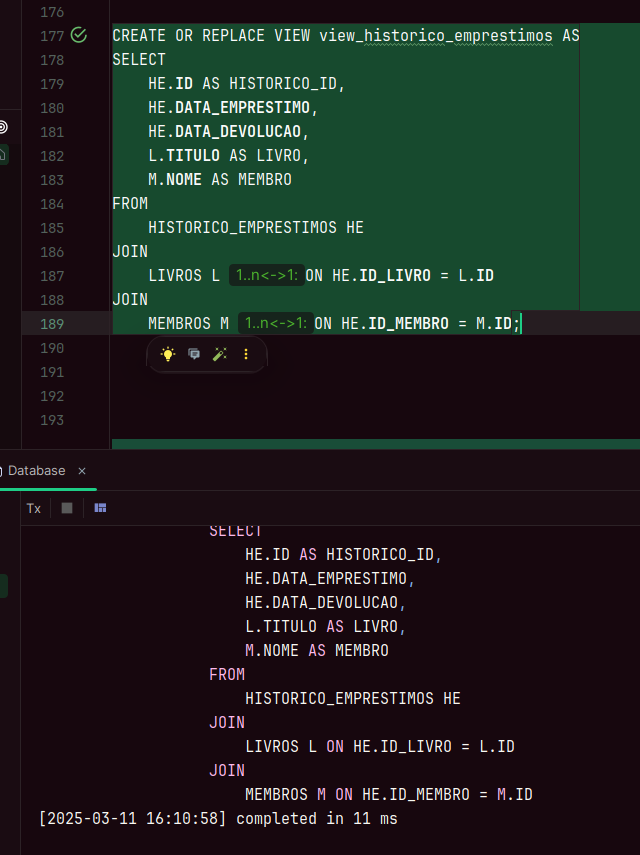 176
177 CREATE OR REPLACE VIEW view_historico_emprestimos AS
178 SELECT
179 HE.ID AS HISTORICO_ID,
180 HE.DATA_EMPRESTIMO,
181 HE.DATA_DEVOLUCAO,
182 L.TITULO AS LIVRO,
183 M.NOME AS MEMBRO
184 FROM
185 HISTORICO_EMPRESTIMOS HE
186 JOIN
187 LIVROS L 1..n<->1: ON HE.ID_LIVRO = L.ID
188 JOIN
189 MEMBROS M 1..n<->1: ON HE.ID_MEMBRO = M.ID;
190
191
192
193
Database ×
Tx
SELECT
HE.ID AS HISTORICO_ID,
HE.DATA_EMPRESTIMO,
HE.DATA_DEVOLUCAO,
L.TITULO AS LIVRO,
M.NOME AS MEMBRO
FROM
HISTORICO_EMPRESTIMOS HE
JOIN
LIVROS L ON HE.ID_LIVRO = L.ID
JOIN
MEMBROS M ON HE.ID_MEMBRO = M.ID
[2025-03-11 16:10:58] completed in 11 ms